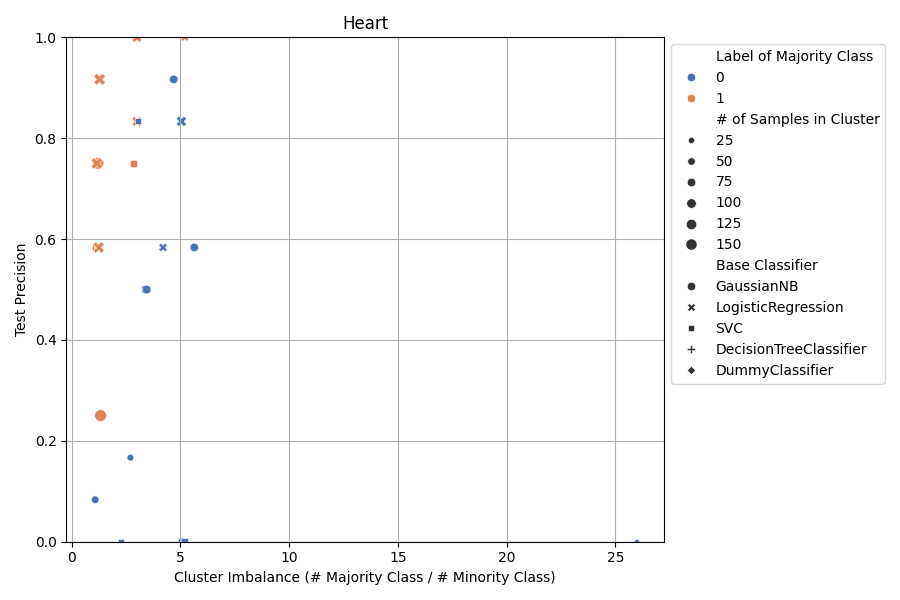 Heart
1.0
0.8
0.6
0.4
0.2
0.0
Test Precision
0
5
10
15
20
25
Cluster Imbalance (# Majority Class / # Minority Class)
Label of Majority Class
0
1
# of Samples in Cluster
25
50
75
100
125
150
Base Classifier
GaussianNB
LogisticRegression
SVC
DecisionTreeClassifier
DummyClassifier